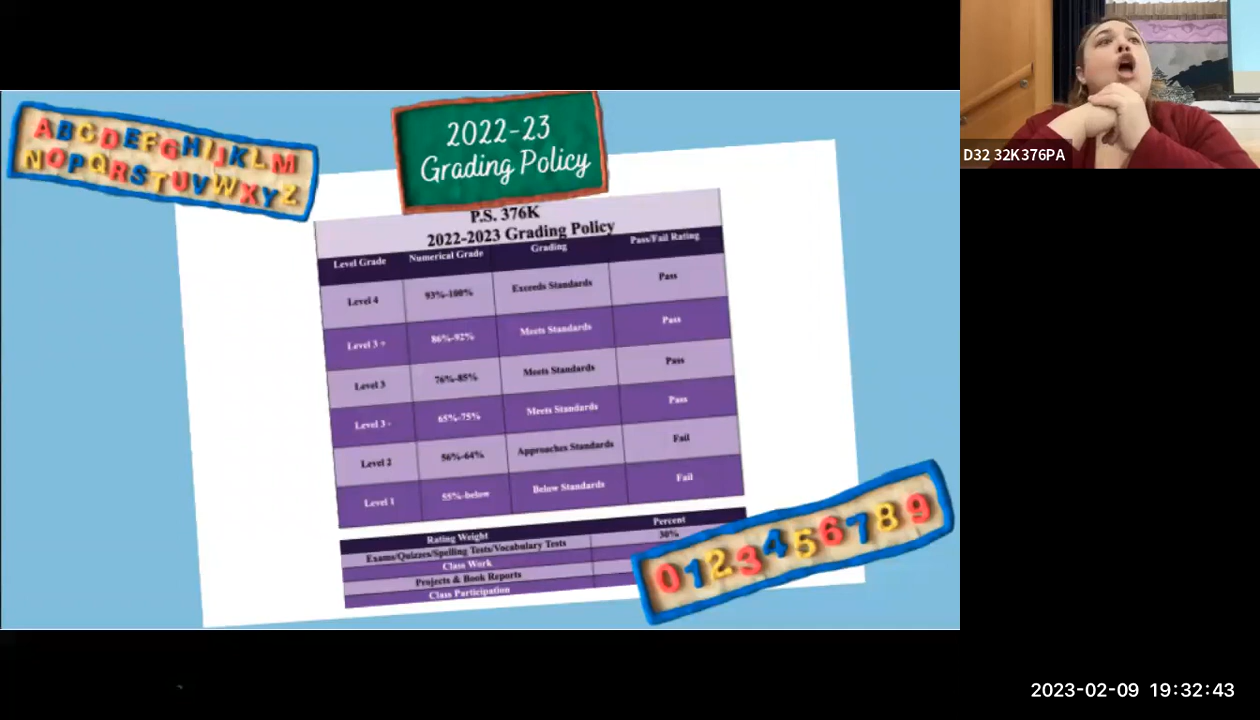 ABCDEFGHIJKLM
NOPQRSTUVWXYZ
2022-23
Grading Policy
P.S. 376K
2022-2023 Grading Policy
Level Grade Numerical Grade Grading Pass/Fail Rating
Level 4 93%-100% Exceeds Standards Pass
Level 3 + 86%-92% Meets Standards Pass
Level 3 76%-85% Meets Standards Pass
Level 3 - 65%-75% Meets Standards Pass
Level 2 56%-64% Approaches Standards Fail
Level 1 55%-below Below Standards Fail
Rating Weight Percent
Exams/Quizzes/Spelling Tests/Vocabulary Tests 30%
Class Work
Projects & Book Reports
Class Participation
0123456789
D32 32K376PA
2023-02-09 19:32:43